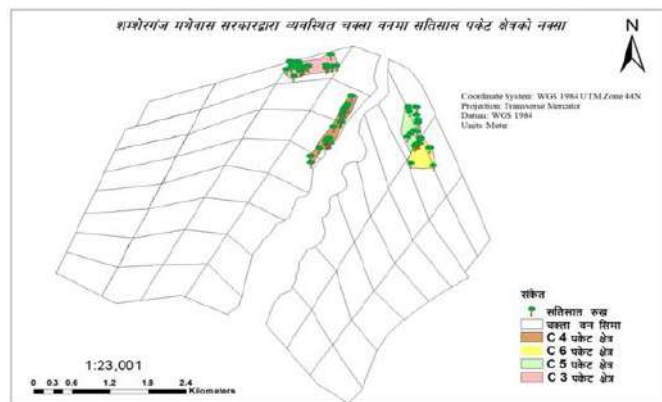 शमशेरगंज मधेवास सरकारद्वारा व्यवस्थित चक्ला वनमा सतिसाल पकेट क्षेत्रको नक्सा
N
Coordinate System: WGS 1984 UTM Zone 44N
Projection: Transverse Mercator
Datum: WGS 1984
Units: Meter
संकेत
सतिसाल रुख
चक्ला वन सिमा
C 4 पकेट क्षेत्र
C 6 पकेट क्षेत्र
C 5 पकेट क्षेत्र
C 3 पकेट क्षेत्र
1:23,001
0 0.3 0.6 1.2 1.8 2.4
Kilometers